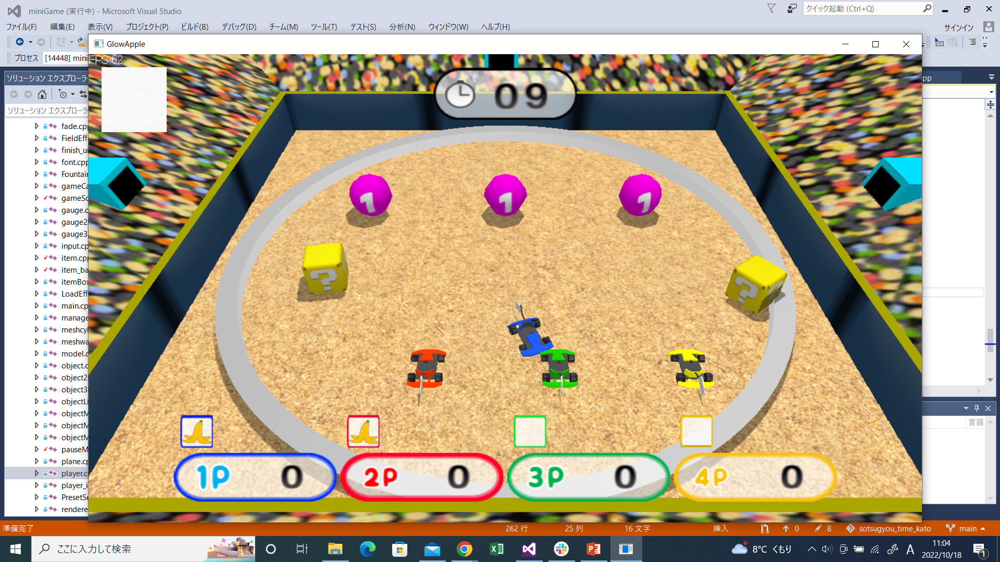 miniGame (実行中) - Microsoft Visual Studio
クイック起動 (Ctrl+Q)
ファイル(F) 編集(E) 表示(V) プロジェクト(P) ビルド(B) デバッグ(D) チーム(M) ツール(T) テスト(S) 分析(N) ウィンドウ(W) ヘルプ(H)
サインイン
GlowApple
プロセス [14448] mini
FPS:62
ソリューション エクスプローラー
pp
09
ソリューション エクスプローラ
fade.cpp
FieldEff
finish_ui
font.cpp
Fountain
gameCa
gameSc
gauge.c
gauge2
gauge3
input.cp
item.cpp
item_ba
itemBox
LoadEff
main.cp
manage
meshcyl
meshwa
model.c
object.c
object2
object3
objectLi
objectM
objectM
objectM
pauseM
plane.cp
player.c
player_i
PresetSe
rendere
1
1
1
?
?
言語
1P 0
2P 0
3P 0
4P 0
準備完了
262 行 25 列 16 文字 挿入 0 8 sotsugyou_time_kato main
ここに入力して検索
8°C くもり
A
11:04
2022/10/18
1